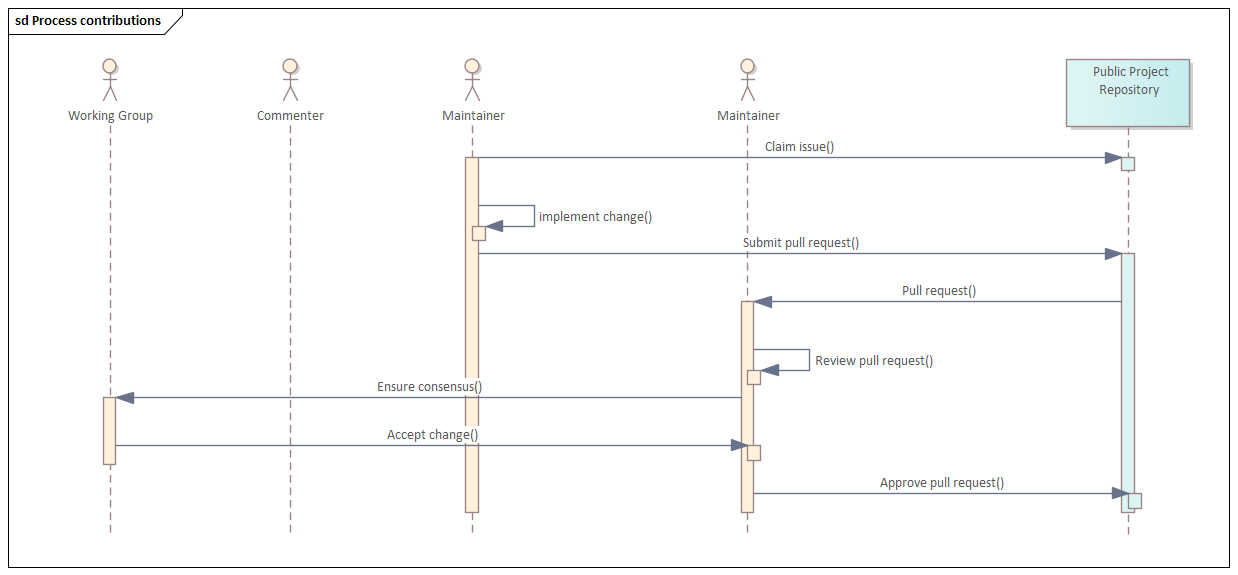 sd Process contributions
Public Project
Repository
Working Group
Commenter
Maintainer
Maintainer
Claim issue()
implement change()
Submit pull request()
Pull request()
Review pull request()
Ensure consensus()
Accept change()
Approve pull request()